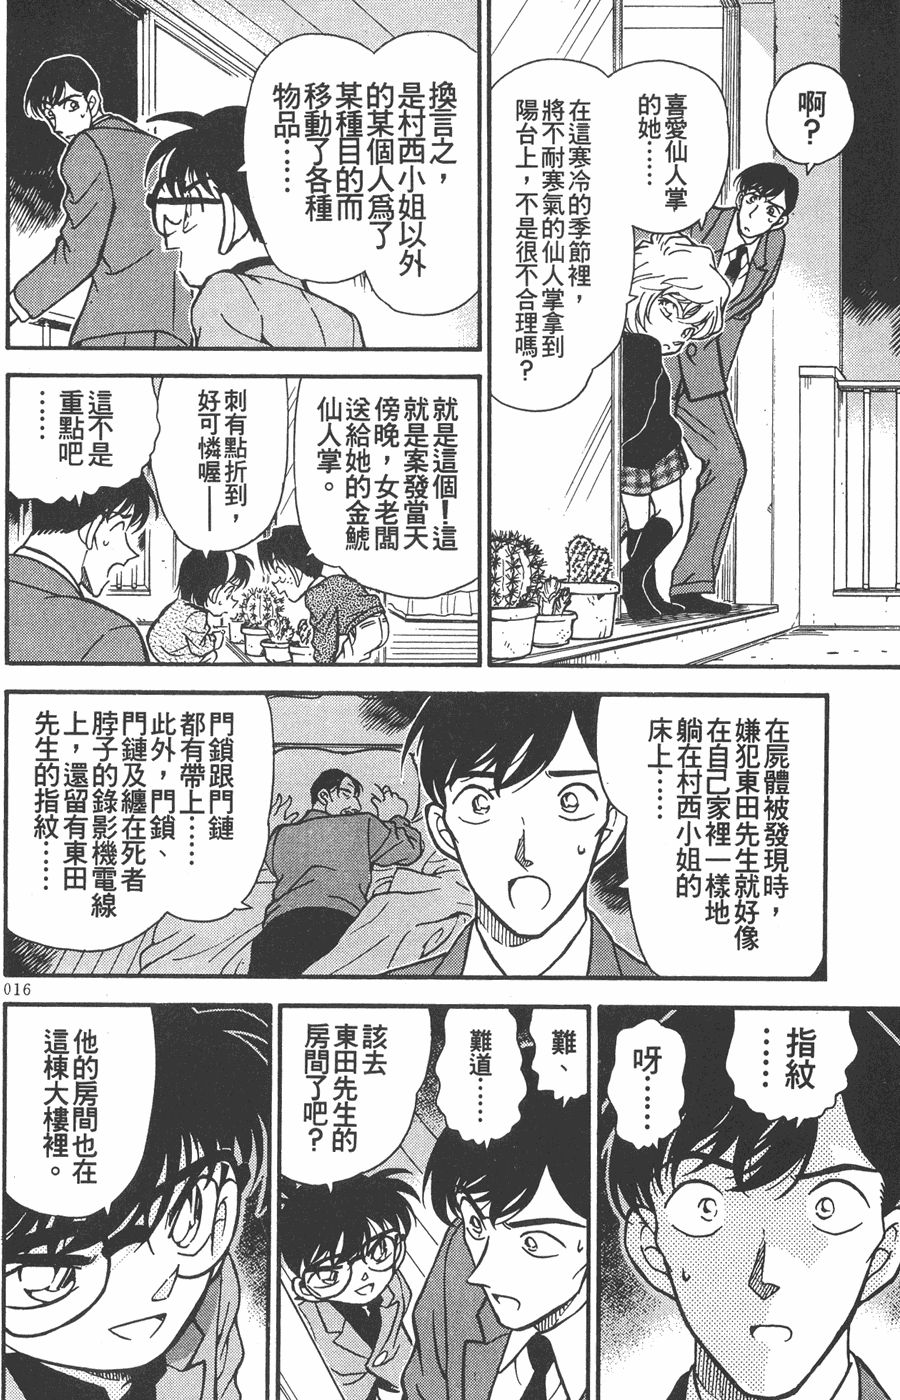 啊？
喜愛仙人掌
的她……
在這寒冷的季節裡，
將不耐寒氣的仙人掌拿到
陽台上，不是很不合理嗎？
換言之，
是村西小姐以外
的某個人為了
某種目的而
移動了各種
物品……
就是這個！這
就是案發當天
傍晚，女老闆
送給她的金鯱
仙人掌。
刺有點折到，
好可憐喔──
這不是
重點吧
……
在屍體被發現時，
嫌犯東田先生就好像
在自己家裡一樣地
躺在村西小姐的
床上……
門鎖跟門鏈
都有帶上……
此外，門鎖、
門鏈及纏在死者
脖子的錄影機電線
上，還留有東田
先生的指紋……
016
指紋
……
呀……
難、
難道……
該去
東田先生的
房間了吧？
他的房間也在
這棟大樓裡。